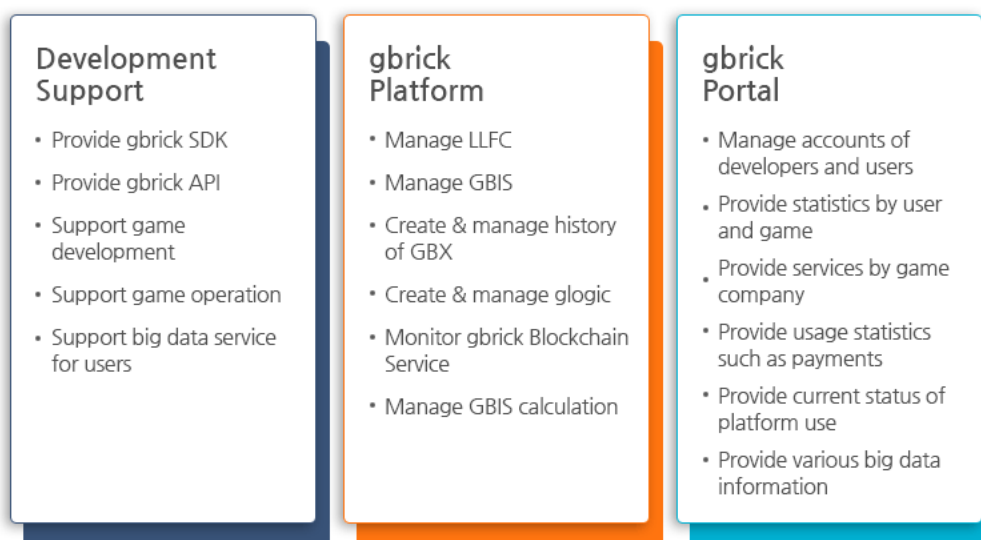 Development
Support
• Provide gbrick SDK
• Provide gbrick API
• Support game
development
• Support game operation
• Support big data service
for users
gbrick
Platform
• Manage LLFC
• Manage GBIS
• Create & manage history
of GBX
• Create & manage glogic
• Monitor gbrick Blockchain
Service
• Manage GBIS calculation
gbrick
Portal
• Manage accounts of
developers and users
• Provide statistics by user
and game
• Provide services by game
company
• Provide usage statistics
such as payments
• Provide current status of
platform use
• Provide various big data
information